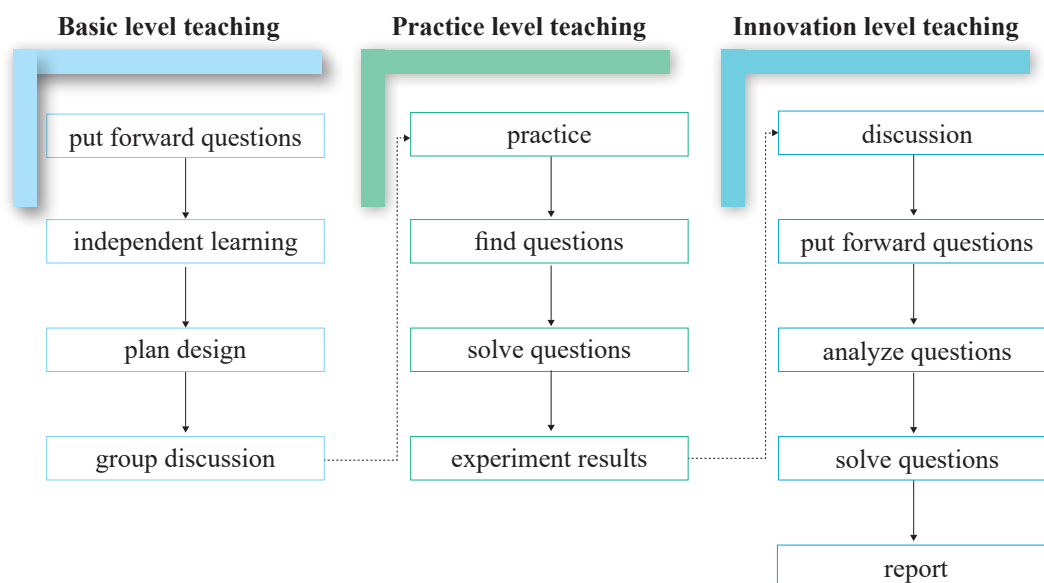 Basic level teaching
put forward questions
independent learning
plan design
group discussion
Practice level teaching
practice
find questions
solve questions
experiment results
Innovation level teaching
discussion
put forward questions
analyze questions
solve questions
report